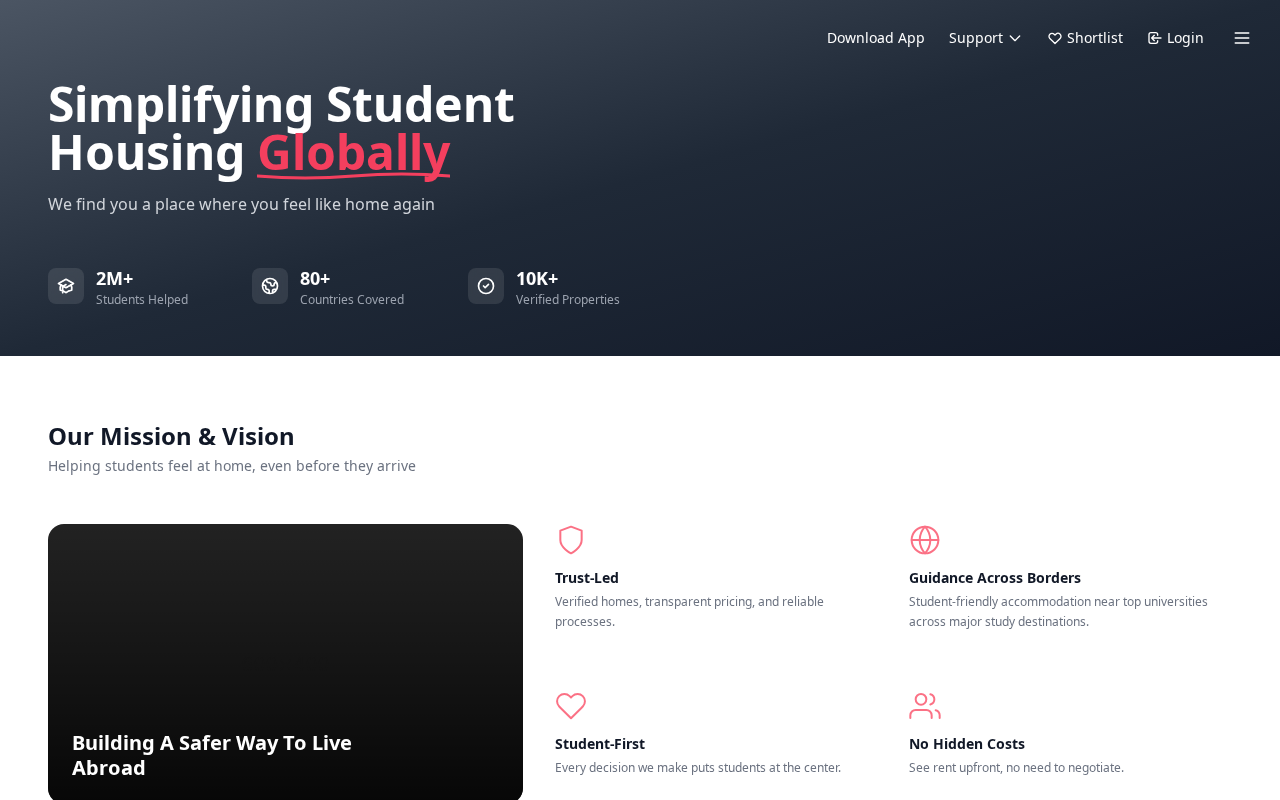 Download App
Support
Shortlist
Login
Simplifying Student
Housing Globally
We find you a place where you feel like home again
2M+
Students Helped
80+
Countries Covered
10K+
Verified Properties
Our Mission & Vision
Helping students feel at home, even before they arrive
Building A Safer Way To Live
Abroad
Trust-Led
Verified homes, transparent pricing, and reliable
processes.
Guidance Across Borders
Student-friendly accommodation near top universities
across major study destinations.
Student-First
Every decision we make puts students at the center.
No Hidden Costs
See rent upfront, no need to negotiate.